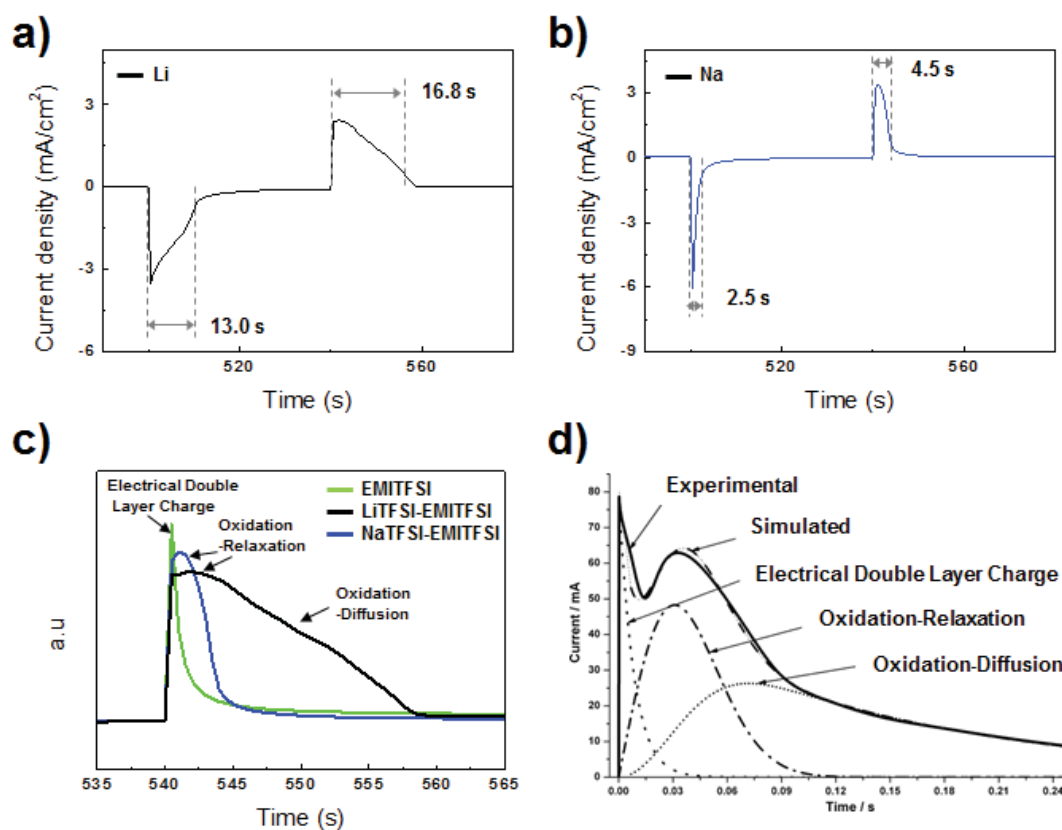 a)
Li
16.8 s
13.0 s
3
0
-3
-6
520
560
Current density (mA/cm²)
Time (s)
b)
Na
4.5 s
2.5 s
3
0
-3
-6
-9
520
560
Current density (mA/cm²)
Time (s)
c)
Electrical Double
Layer Charge
Oxidation
-Relaxation
Oxidation
-Diffusion
EMITFSI
LiTFSI-EMITFSI
NaTFSI-EMITFSI
a.u
535
540
545
550
555
560
565
Time (s)
d)
Experimental
Simulated
Electrical Double Layer Charge
Oxidation-Relaxation
Oxidation-Diffusion
80
70
60
50
40
30
20
10
0
Current / mA
0.00
0.03
0.06
0.09
0.12
0.15
0.18
0.21
0.24
Time / s